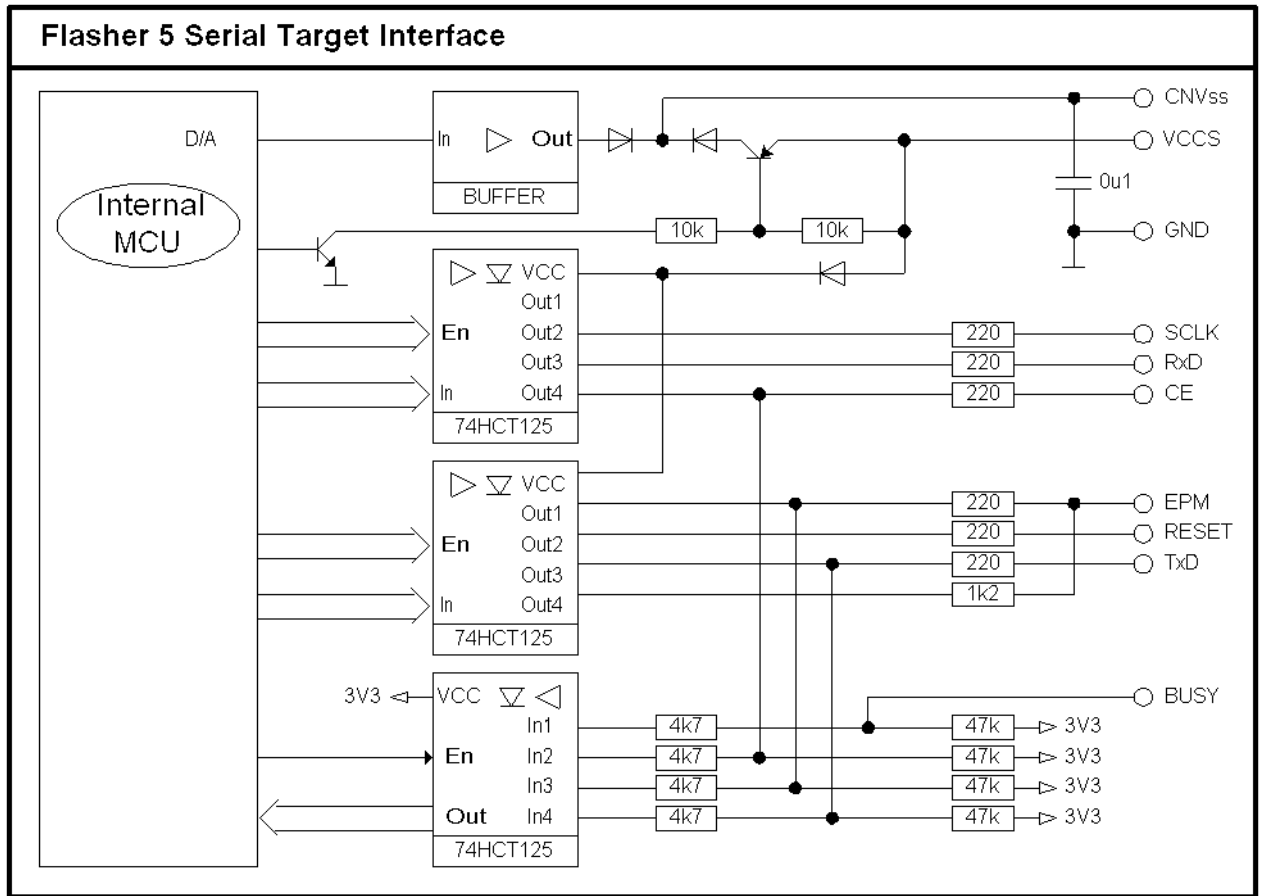 Flasher 5 Serial Target Interface
D/A
Internal
MCU
In
Out
BUFFER
CNVss
VCCS
0u1
GND
10k
10k
VCC
Out1
En
Out2
Out3
In
Out4
74HCT125
220
SCLK
220
RxD
220
CE
VCC
Out1
En
Out2
Out3
In
Out4
74HCT125
220
EPM
220
RESET
220
TxD
1k2
3V3
VCC
In1
En
In2
In3
Out
In4
74HCT125
BUSY
4k7
47k
3V3
4k7
47k
3V3
4k7
47k
3V3
4k7
47k
3V3